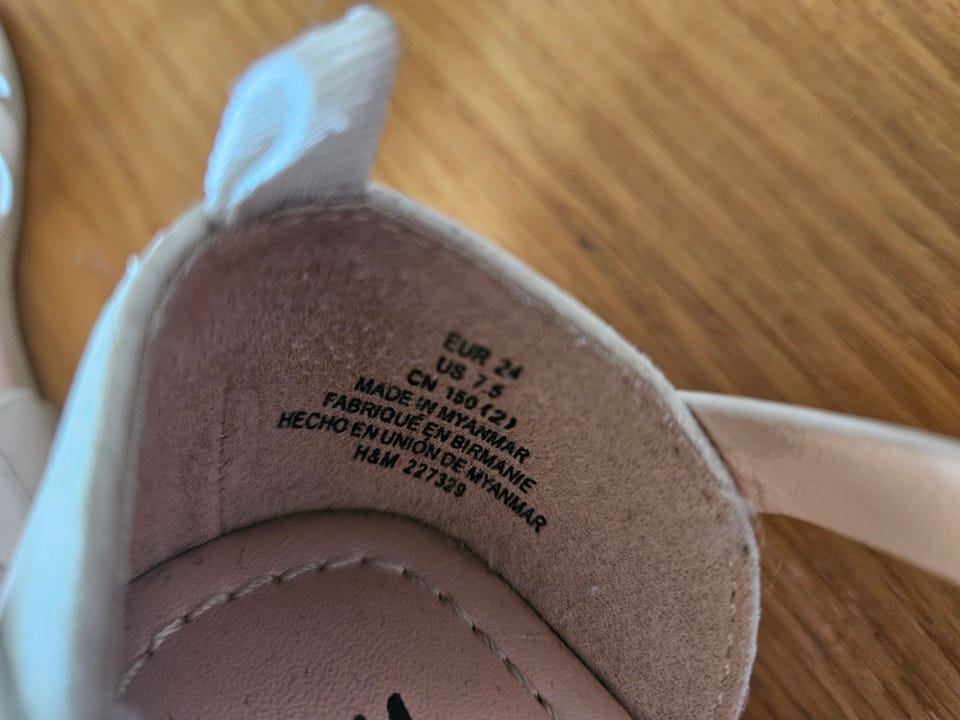 EUR 24
US 7.5
CN 150 (2)
MADE IN MYANMAR
FABRIQUÉ EN BIRMANIE
HECHO EN UNIÓN DE MYANMAR
H&M 227329